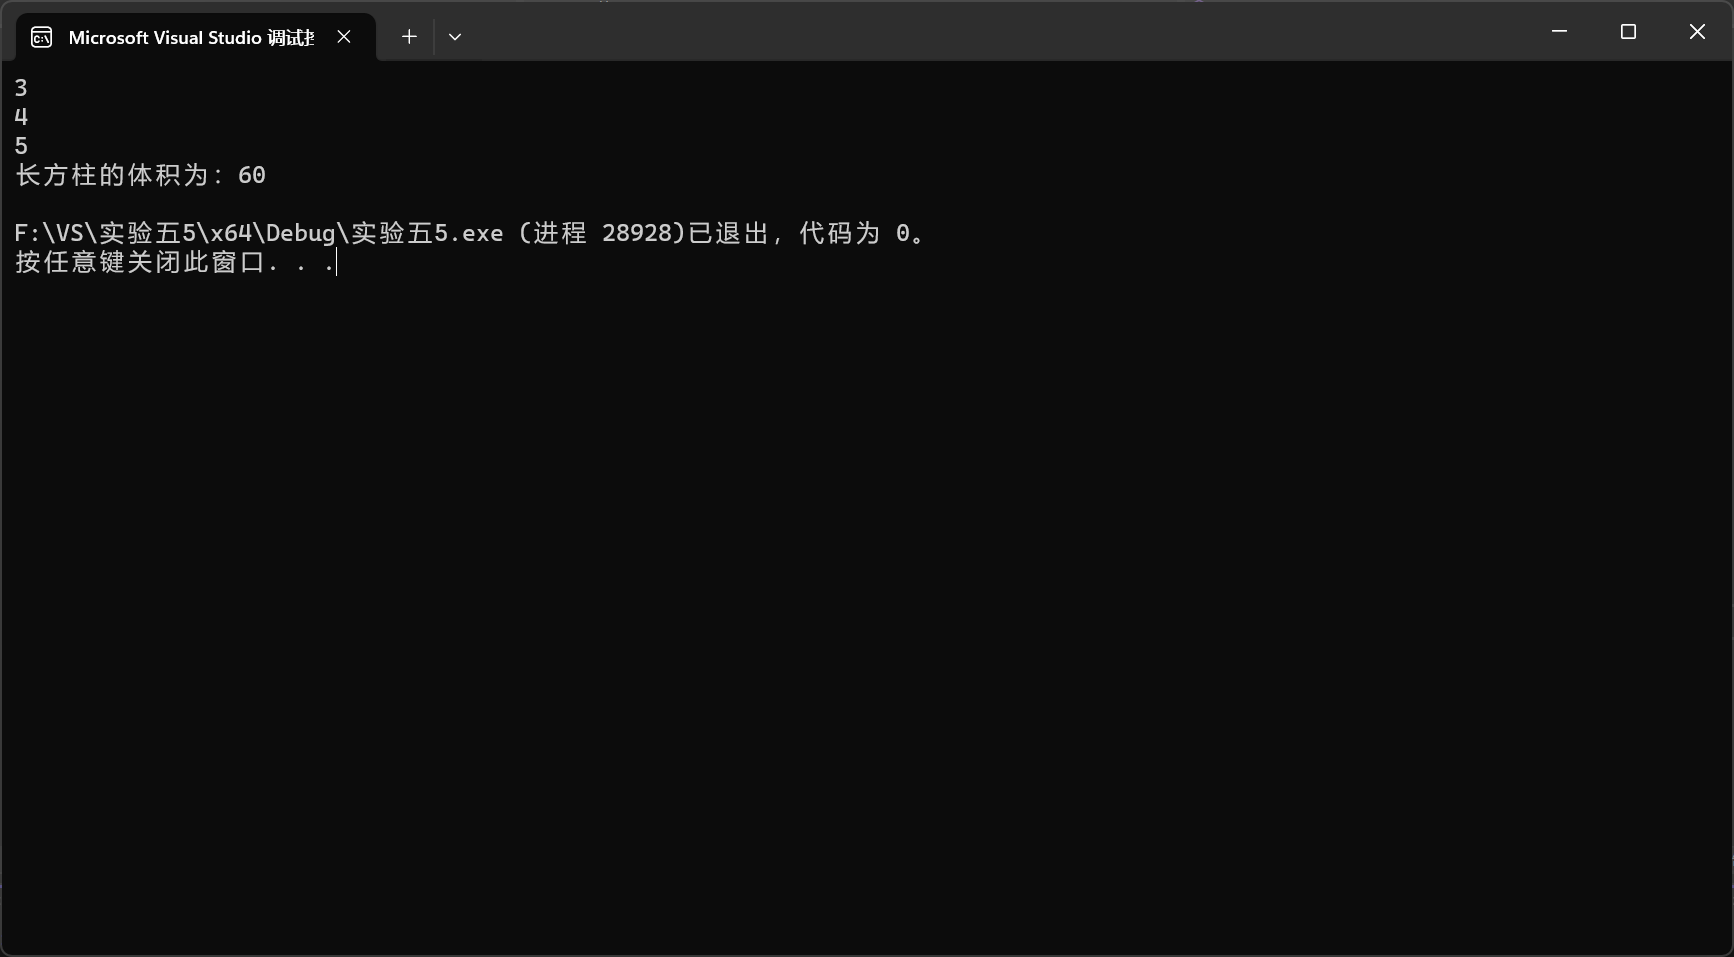 Microsoft Visual Studio 调试
3
4
5
长方柱的体积为：60
F:\VS\实验五5\x64\Debug\实验五5.exe (进程 28928)已退出，代码为 0。
按任意键关闭此窗口. . .